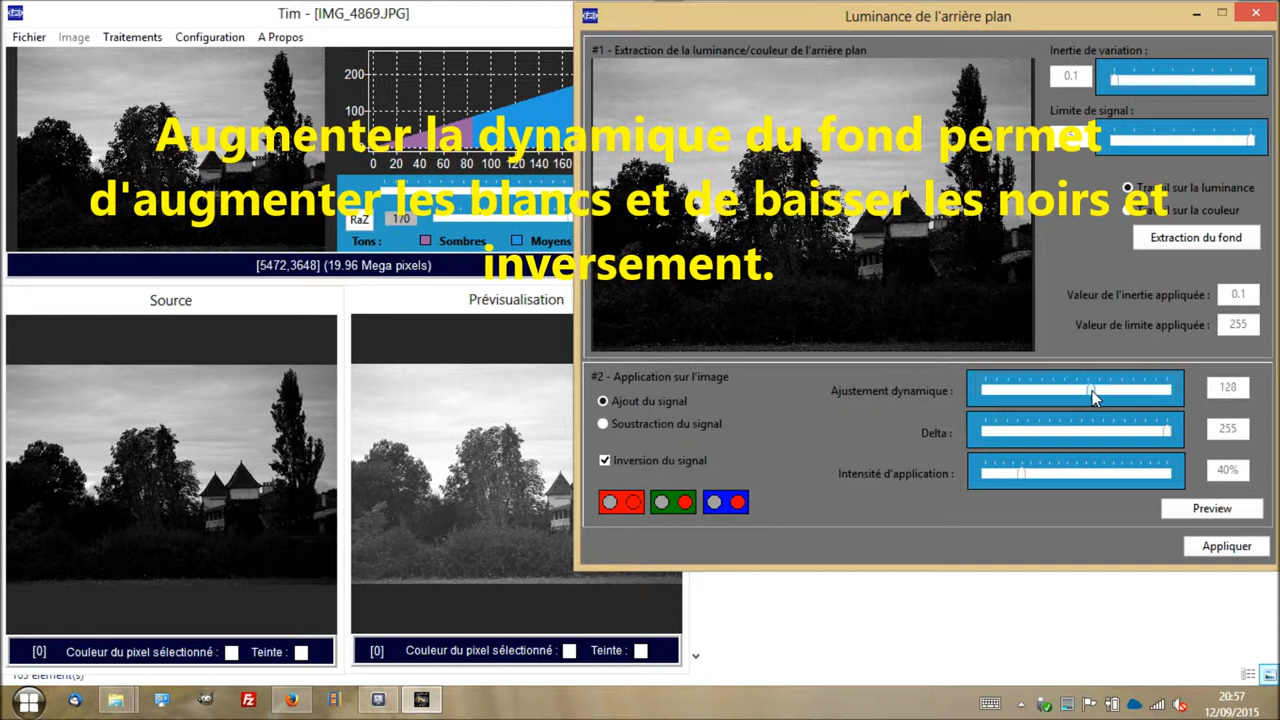 Tim - [IMG_4869.JPG]
Fichier Image Traitements Configuration A Propos
200
100
0 20 40 60 80 100 120 140 160
RaZ 170
Tons : Sombres Moyens
[5472,3648] (19.96 Mega pixels)
Source
Prévisualisation
[0] Couleur du pixel sélectionné : Teinte :
[0] Couleur du pixel sélectionné : Teinte :
Luminance de l'arrière plan
#1 - Extraction de la luminance/couleur de l'arrière plan
Inertie de variation :
0.1
Limite de signal :
Travail sur la luminance
Travail sur la couleur
Extraction du fond
Valeur de l'inertie appliquée : 0.1
Valeur de limite appliquée : 255
Augmenter la dynamique du fond permet
d'augmenter les blancs et de baisser les noirs et
inversement.
#2 - Application sur l'image
Ajout du signal
Soustraction du signal
Inversion du signal
Ajustement dynamique : 128
Delta : 255
Intensité d'application : 40%
Preview
Appliquer
20:57
12/09/2015